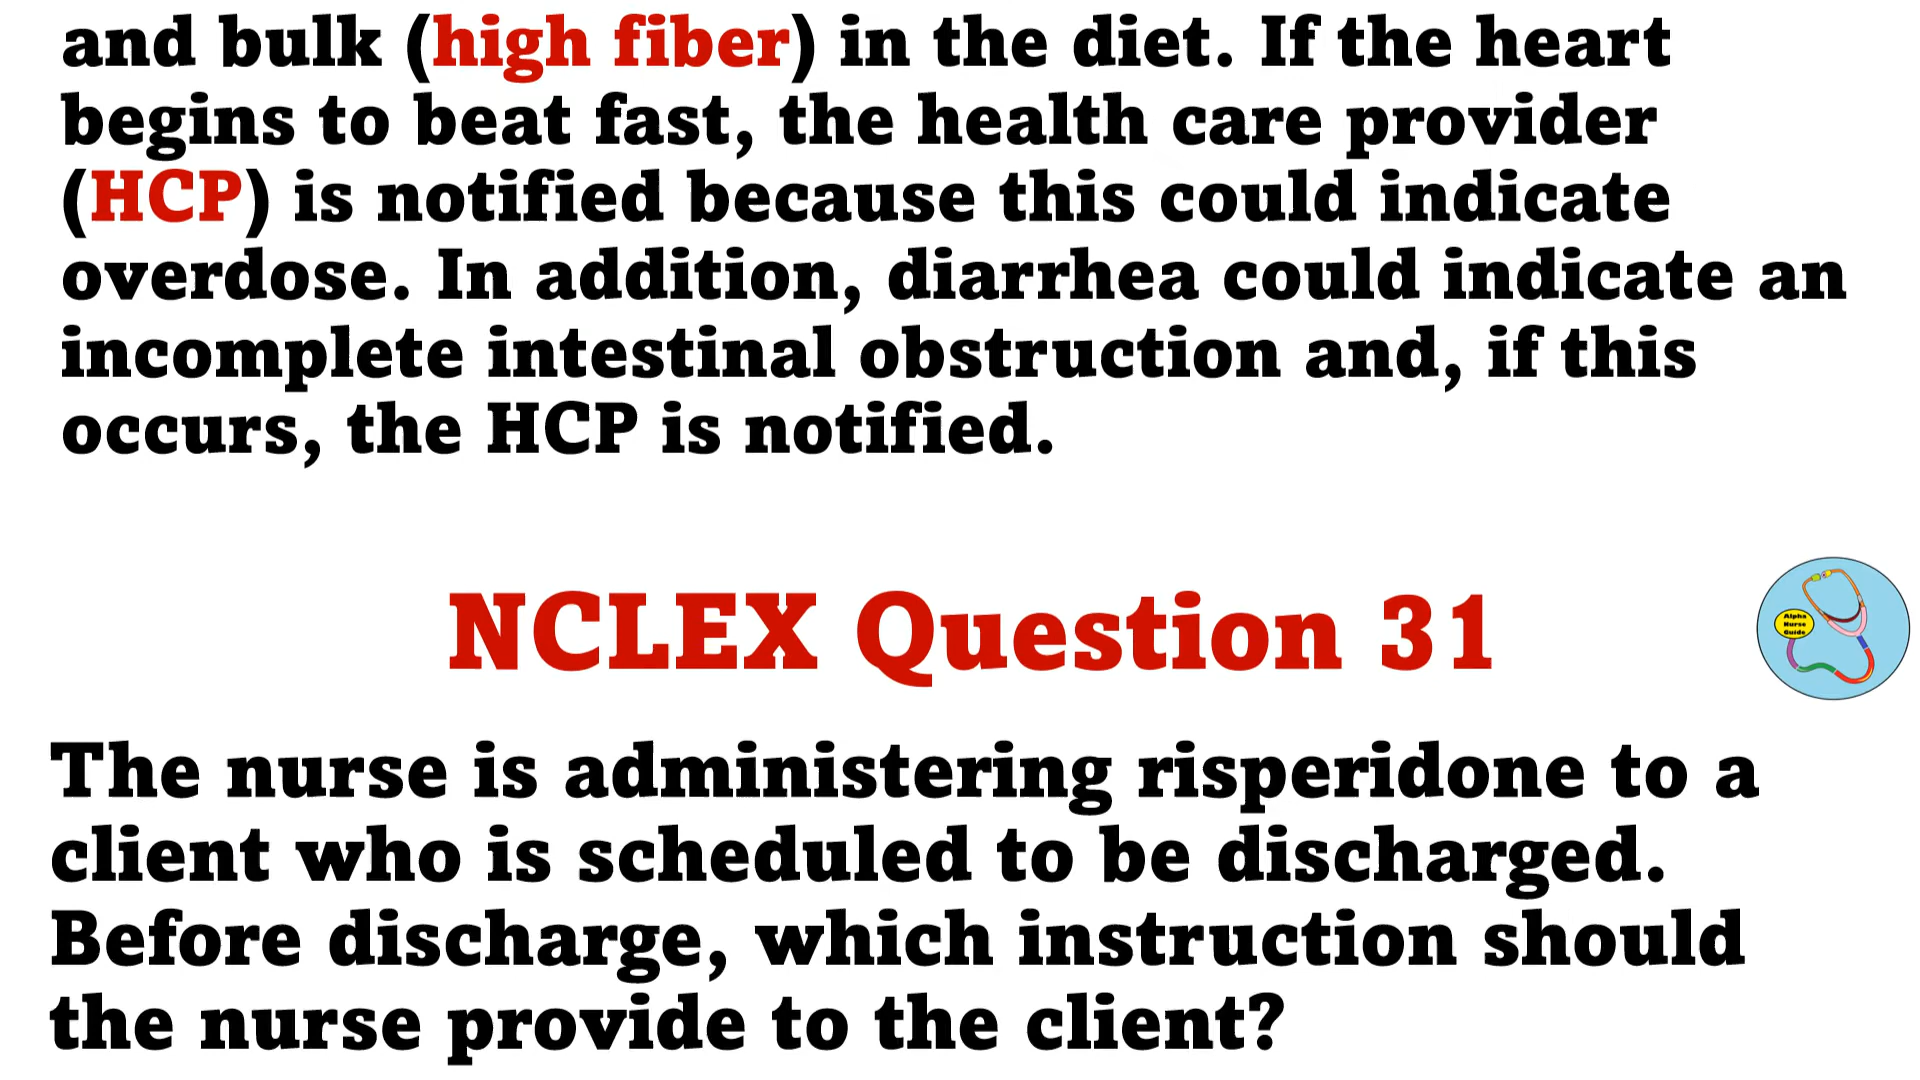 and bulk (high fiber) in the diet. If the heart
begins to beat fast, the health care provider
(HCP) is notified because this could indicate
overdose. In addition, diarrhea could indicate an
incomplete intestinal obstruction and, if this
occurs, the HCP is notified.
NCLEX Question 31
Alpha
Nurse
Guide
The nurse is administering risperidone to a
client who is scheduled to be discharged.
Before discharge, which instruction should
the nurse provide to the client?